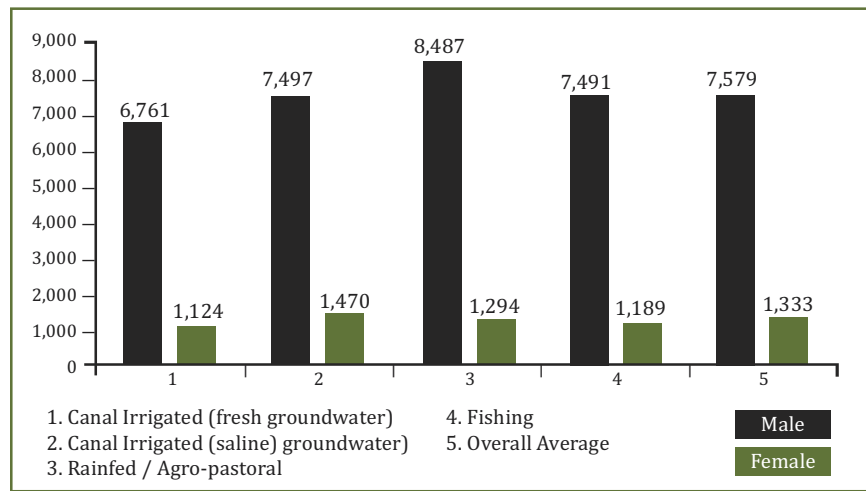 9,000
8,000
7,000
6,000
5,000
4,000
3,000
2,000
1,000
0
6,761
1,124
7,497
1,470
8,487
1,294
7,491
1,189
7,579
1,333
1 2 3 4 5
1. Canal Irrigated (fresh groundwater)
2. Canal Irrigated (saline) groundwater)
3. Rainfed / Agro-pastoral
4. Fishing
5. Overall Average
Male
Female